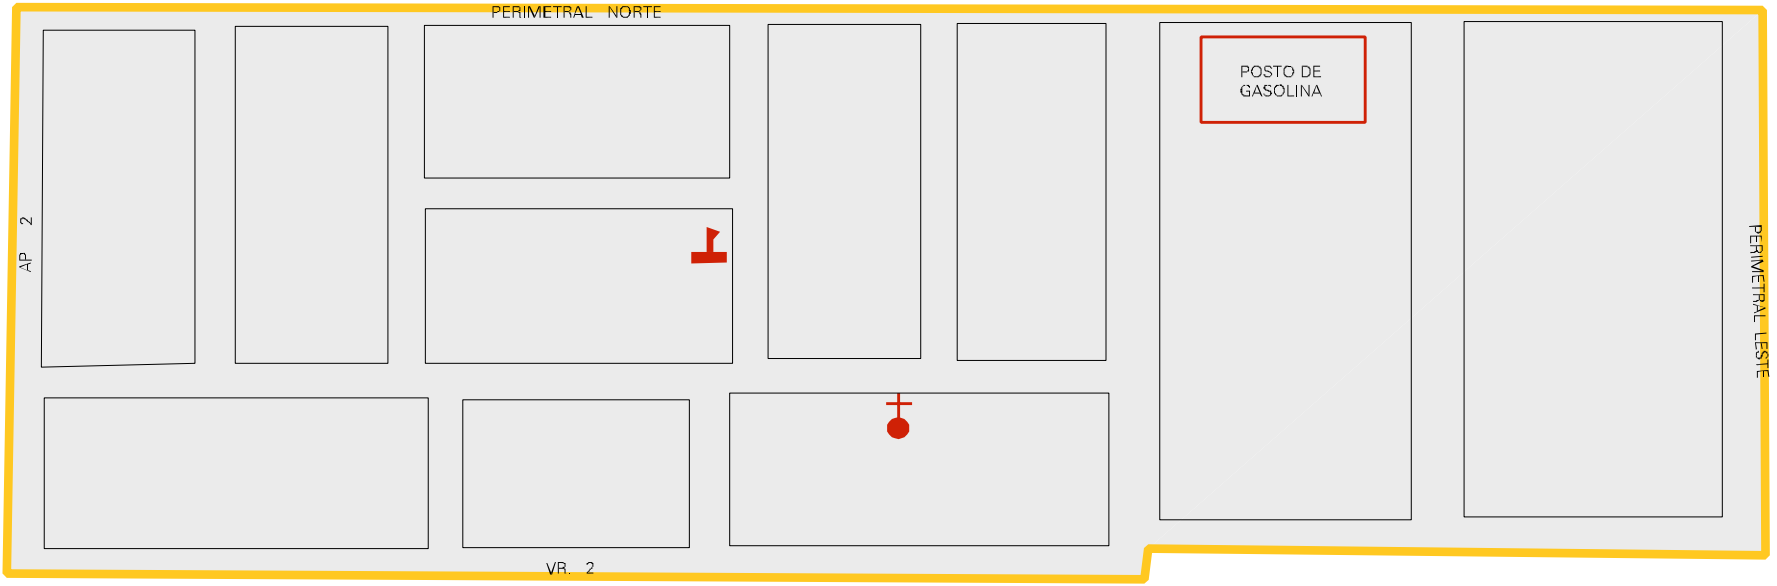 PERIMETRAL NORTE
POSTO DE
GASOLINA
AP 2
PERIMETRAL LESTE
VR. 2